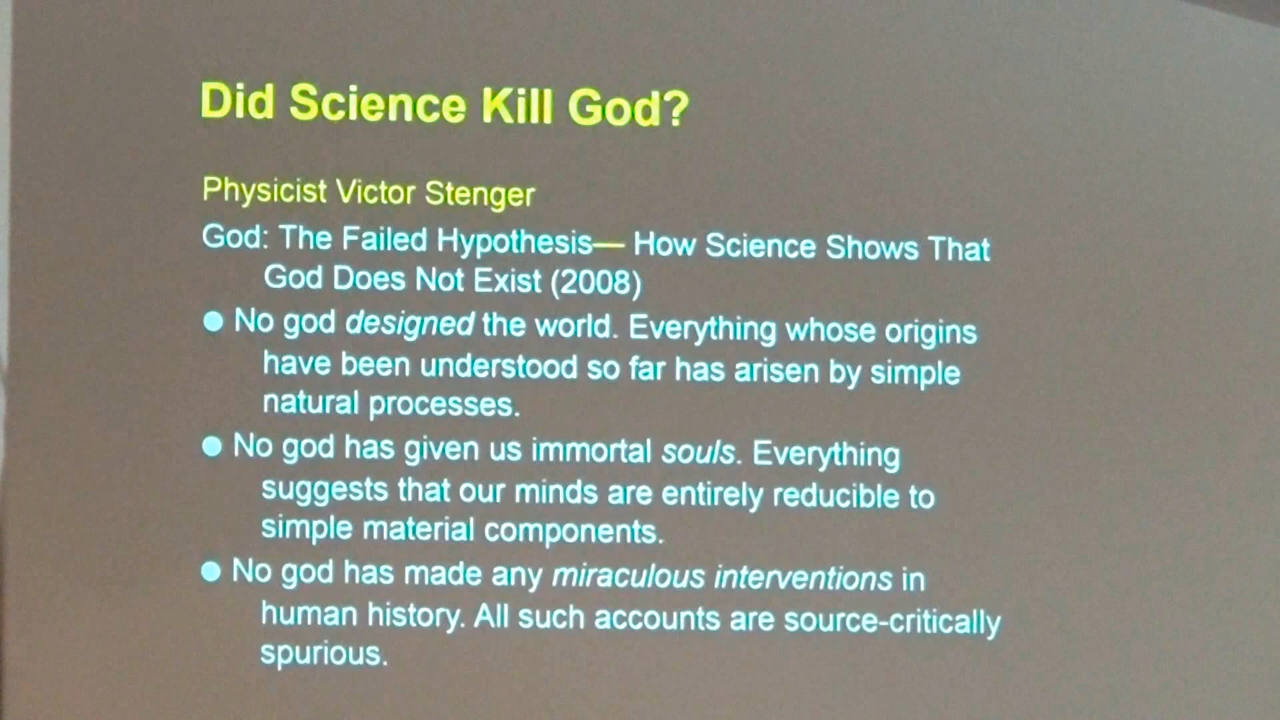 Did Science Kill God?
Physicist Victor Stenger
God: The Failed Hypothesis— How Science Shows That
God Does Not Exist (2008)
● No god designed the world. Everything whose origins
have been understood so far has arisen by simple
natural processes.
● No god has given us immortal souls. Everything
suggests that our minds are entirely reducible to
simple material components.
● No god has made any miraculous interventions in
human history. All such accounts are source-critically
spurious.